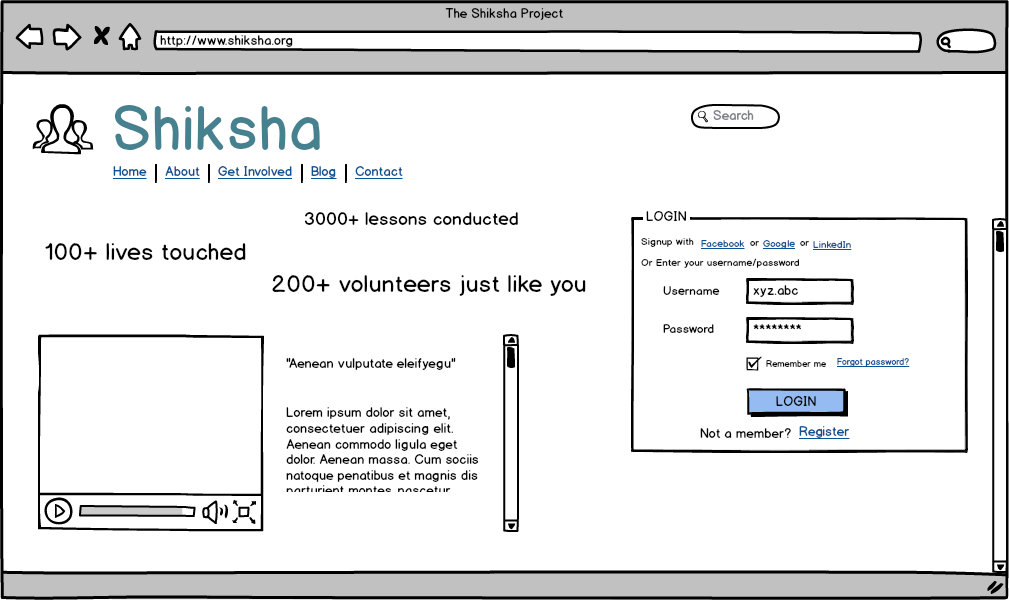 The Shiksha Project
http://www.shiksha.org
Shiksha
Search
Home About Get Involved Blog Contact
3000+ lessons conducted
100+ lives touched
200+ volunteers just like you
LOGIN
Signup with Facebook or Google or LinkedIn
Or Enter your username/password
Username xyz.abc
Password ********
Remember me Forgot password?
LOGIN
Not a member? Register
"Aenean vulputate eleifyegu"
Lorem ipsum dolor sit amet,
consectetuer adipiscing elit.
Aenean commodo ligula eget
dolor. Aenean massa. Cum sociis
natoque penatibus et magnis dis
parturient montes, nascetur